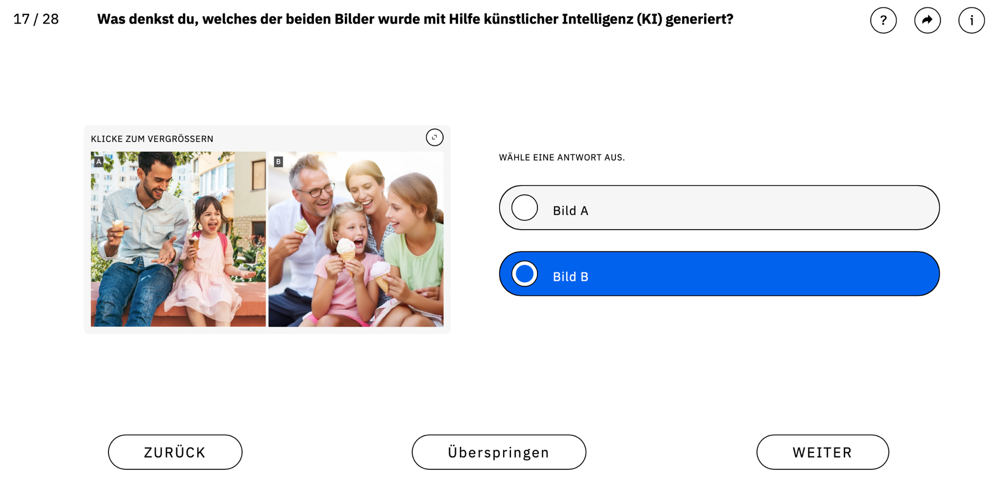 17 / 28
Was denkst du, welches der beiden Bilder wurde mit Hilfe künstlicher Intelligenz (KI) generiert?
?
i
KLICKE ZUM VERGRÖSSERN
A
B
WÄHLE EINE ANTWORT AUS.
Bild A
Bild B
ZURÜCK
Überspringen
WEITER